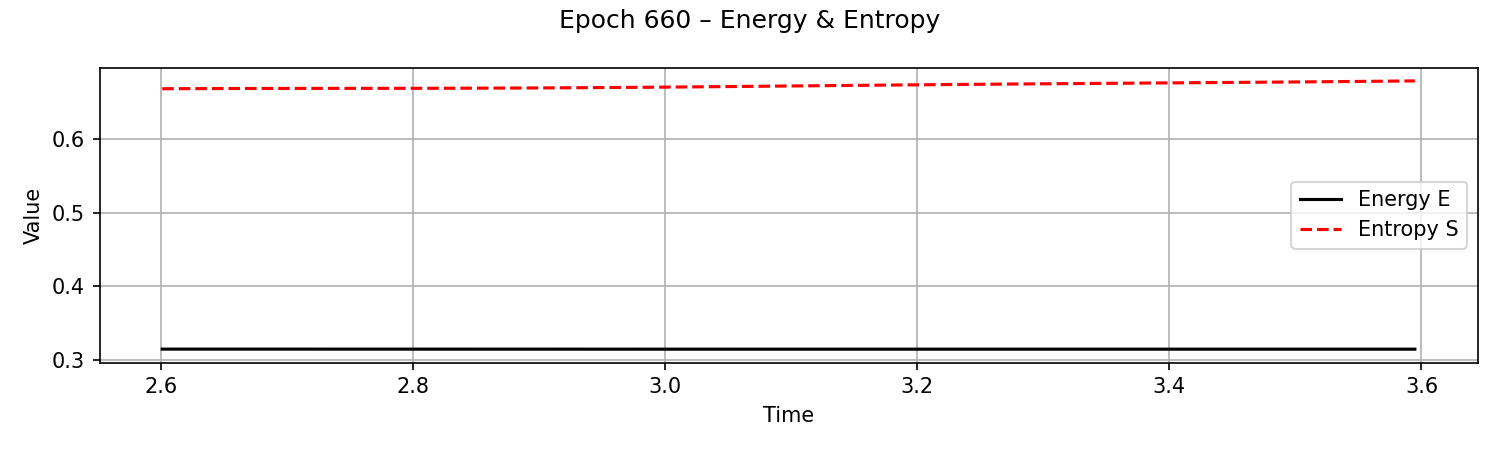 Epoch 660 – Energy & Entropy
Value
0.6
0.5
0.4
0.3
Energy E
Entropy S
2.6 2.8 3.0 3.2 3.4 3.6
Time